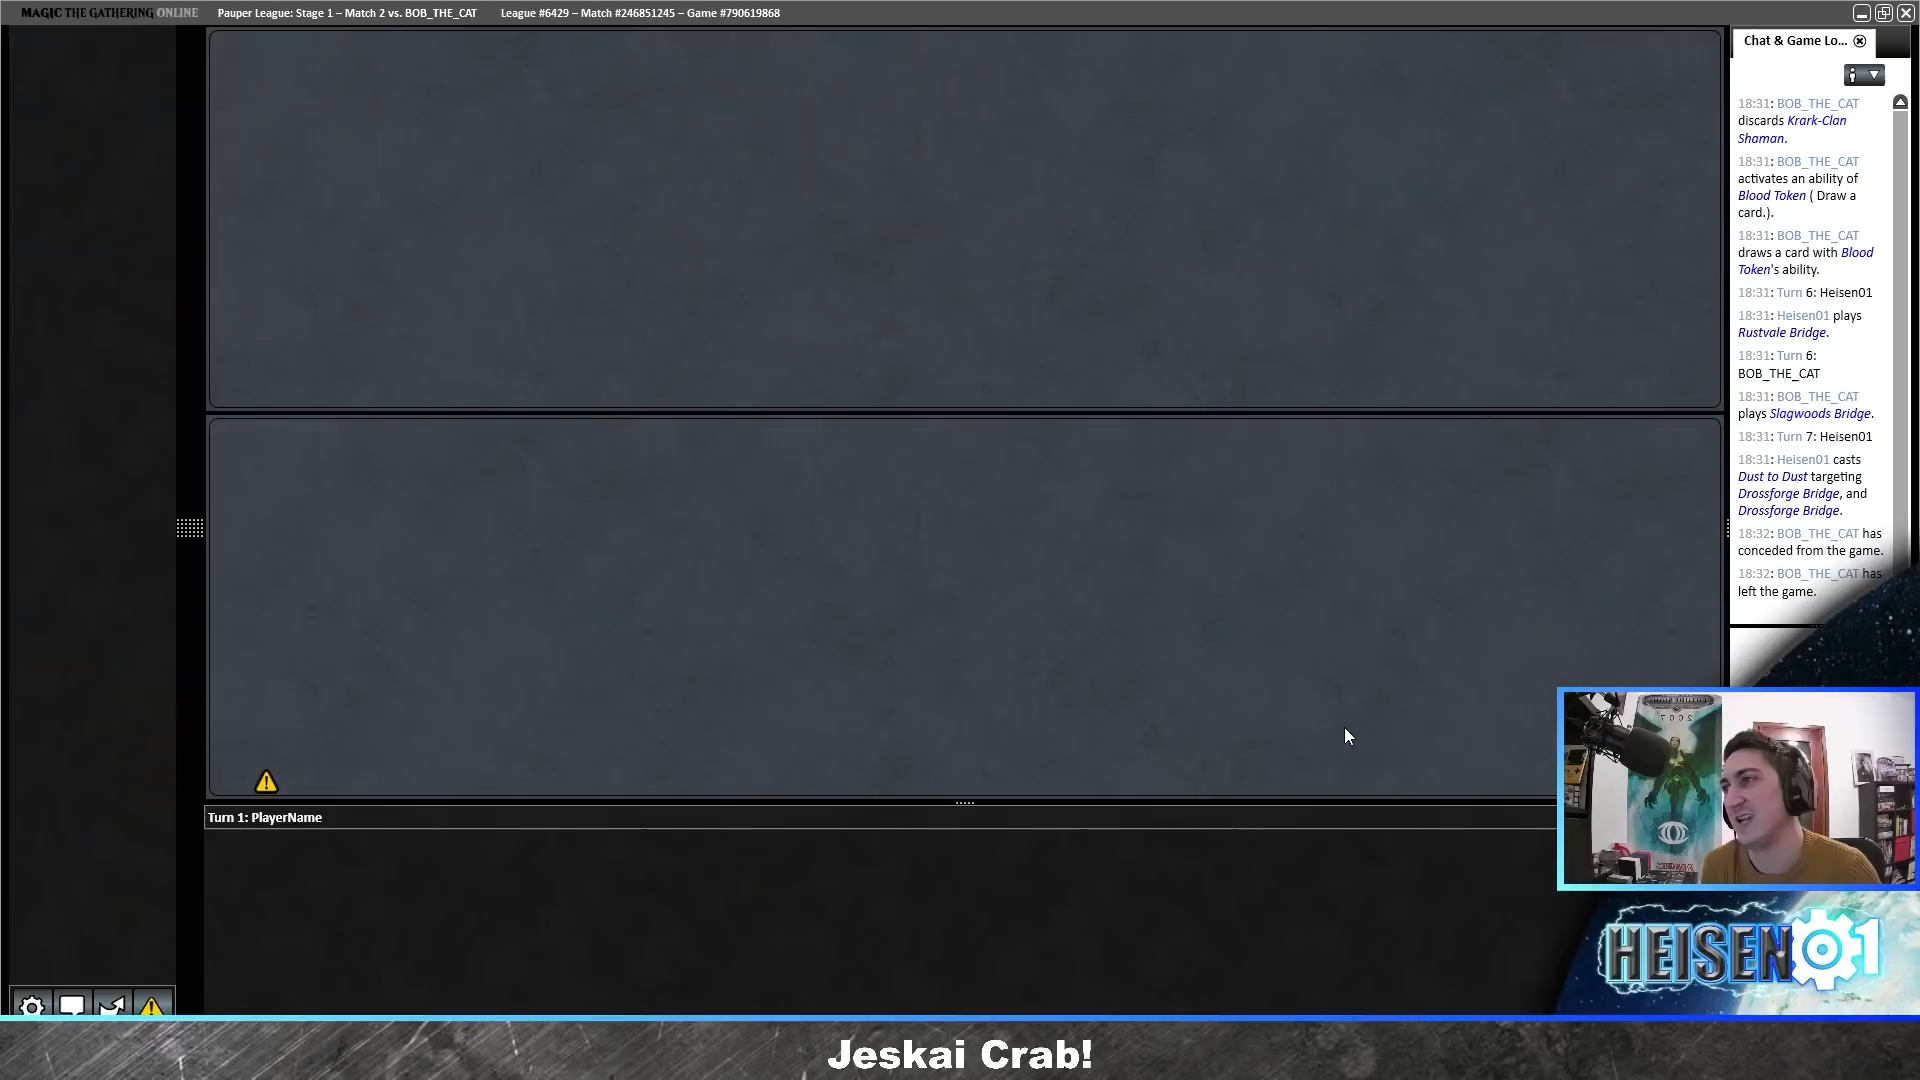 MAGIC THE GATHERING ONLINE
Pauper League: Stage 1 – Match 2 vs. BOB_THE_CAT
League #6429 – Match #246851245 – Game #790619868
Chat & Game Lo...
18:31: BOB_THE_CAT
discards Krark-Clan
Shaman.
18:31: BOB_THE_CAT
activates an ability of
Blood Token ( Draw a
card.).
18:31: BOB_THE_CAT
draws a card with Blood
Token's ability.
18:31: Turn 6: Heisen01
18:31: Heisen01 plays
Rustvale Bridge.
18:31: Turn 6:
BOB_THE_CAT
18:31: BOB_THE_CAT
plays Slagwoods Bridge.
18:31: Turn 7: Heisen01
18:31: Heisen01 casts
Dust to Dust targeting
Drossforge Bridge, and
Drossforge Bridge.
18:32: BOB_THE_CAT has
conceded from the game.
18:32: BOB_THE_CAT has
left the game.
Turn 1: PlayerName
HEISEN01
Jeskai Crab!